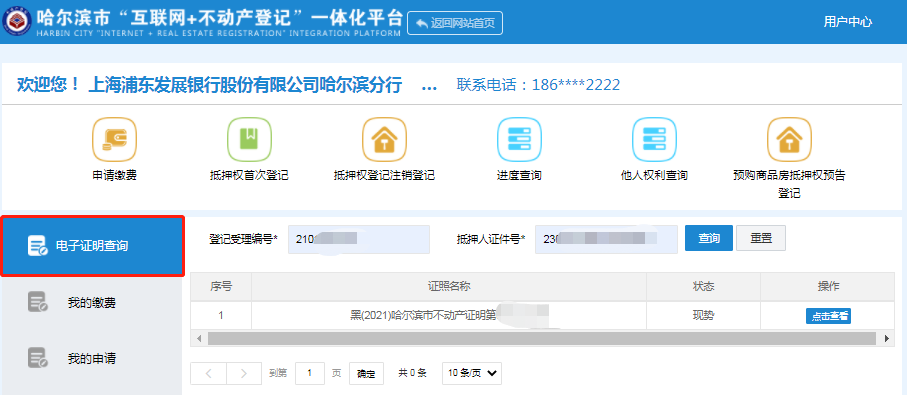 哈尔滨市“互联网+不动产登记”一体化平台
HARBIN CITY "INTERNET + REAL ESTATE REGISTRATION" INTEGRATION PLATFORM
返回网站首页
用户中心
欢迎您！ 上海浦东发展银行股份有限公司哈尔滨分行 ... 联系电话：186****2222
申请缴费
抵押权首次登记
抵押权登记注销登记
进度查询
他人权利查询
预购商品房抵押权预告
登记
电子证明查询
我的缴费
我的申请
登记受理编号* 210
抵押人证件号* 230
查询
重置
序号 证照名称 状态 操作
1 黑(2021)哈尔滨市不动产证明第 现势 点击查看
到第 1 页 确定 共 0 条 10 条/页